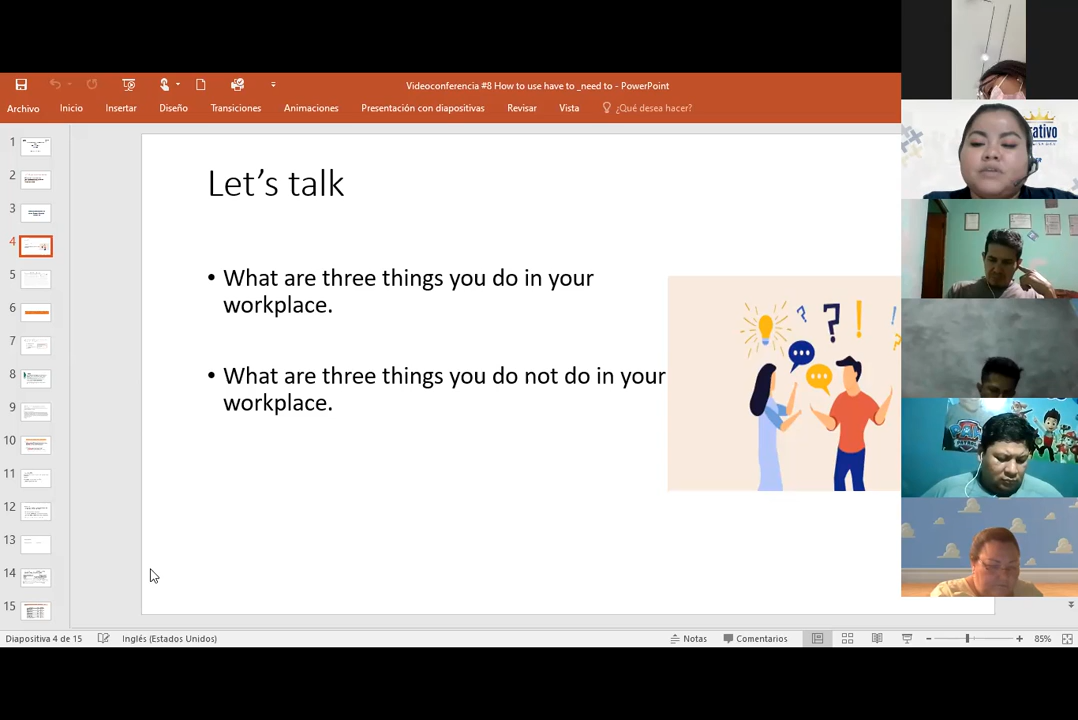 Videoconferencia #8 How to use have to _need to - PowerPoint
Archivo Inicio Insertar Diseño Transiciones Animaciones Presentación con diapositivas Revisar Vista ¿Qué desea hacer?
1
2
3
4
5
6
7
8
9
10
11
12
13
14
15
Let's talk
• What are three things you do in your
workplace.
• What are three things you do not do in your
workplace.
? ? !
Diapositiva 4 de 15 Inglés (Estados Unidos) Notas Comentarios 85%